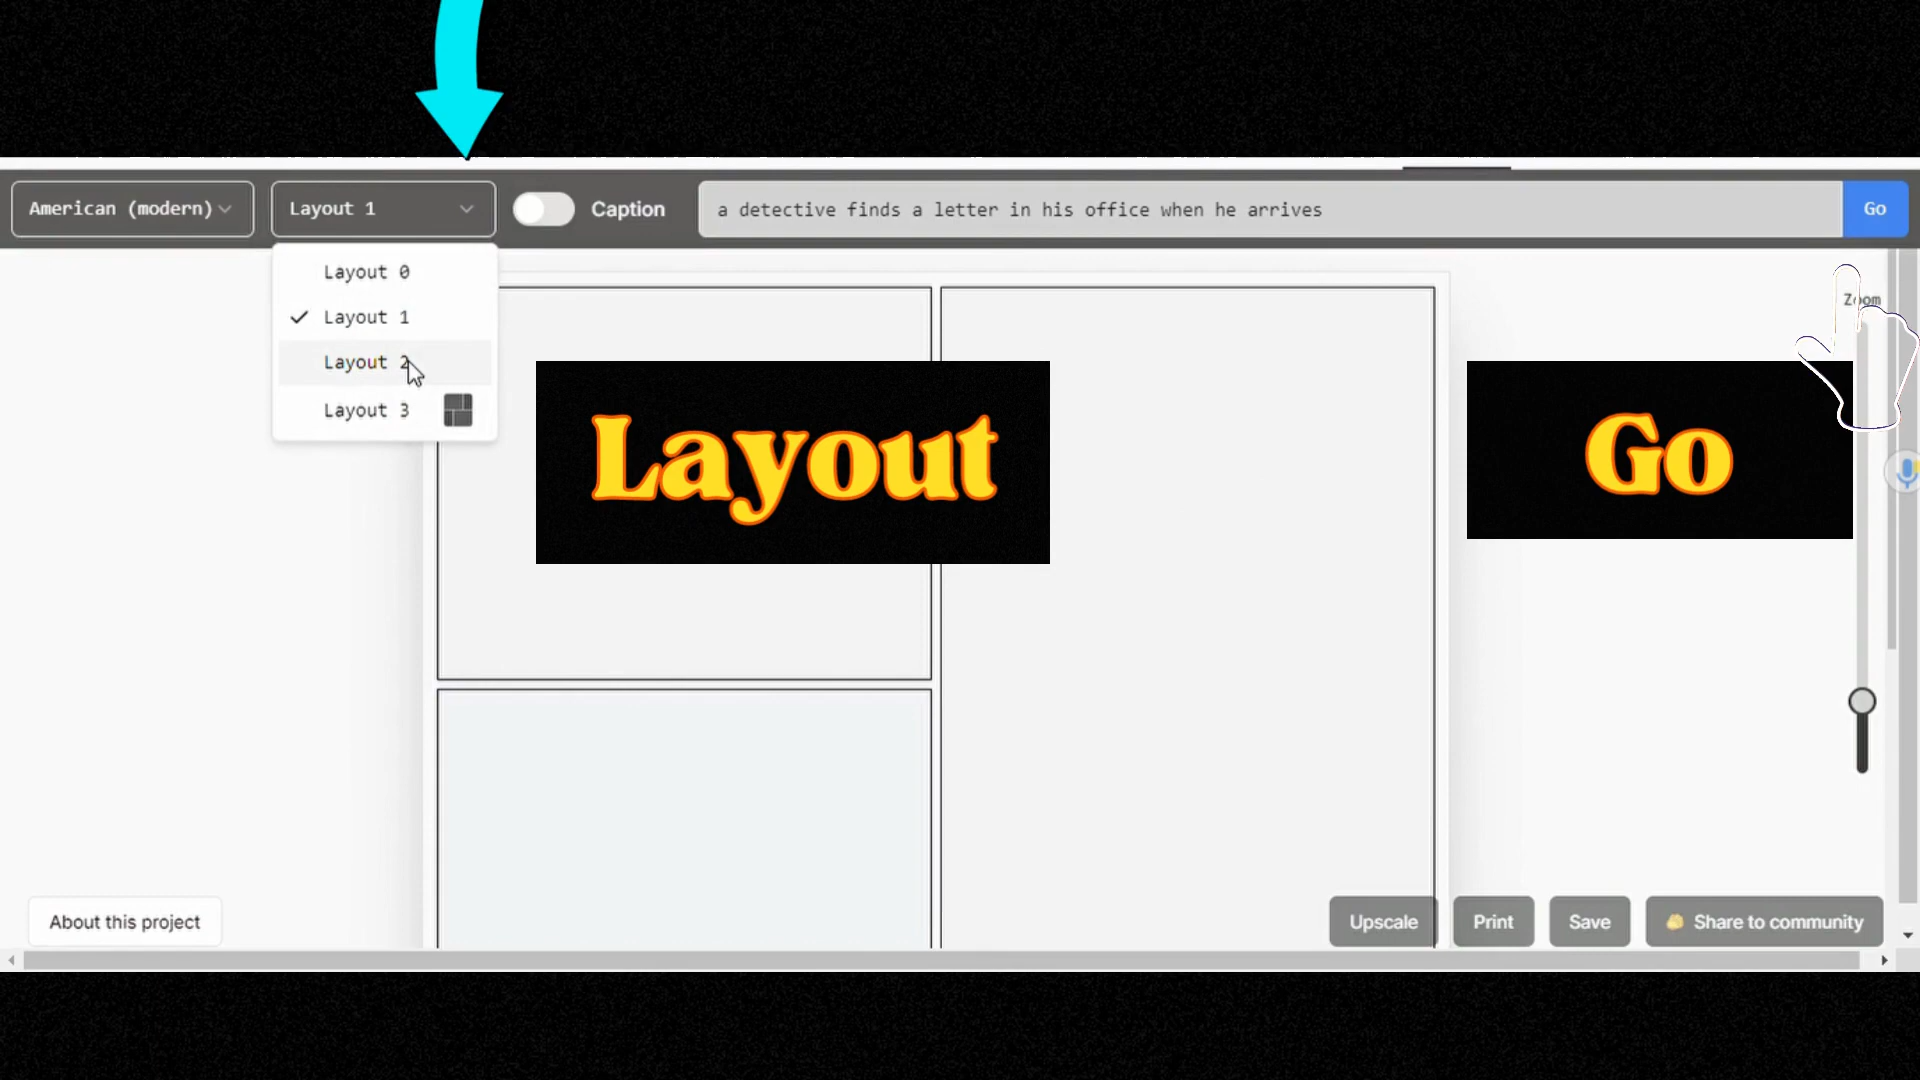 American (modern)
Layout 1
Caption
a detective finds a letter in his office when he arrives
Go
Layout 0
Layout 1
Layout 2
Layout 3
Zoom
Layout
Go
About this project
Upscale
Print
Save
Share to community